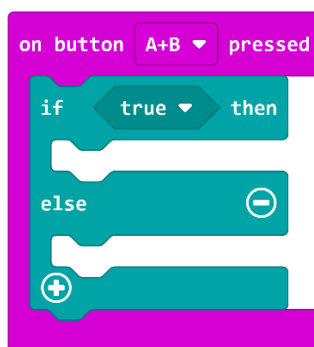 on button A+B pressed
if true then
else